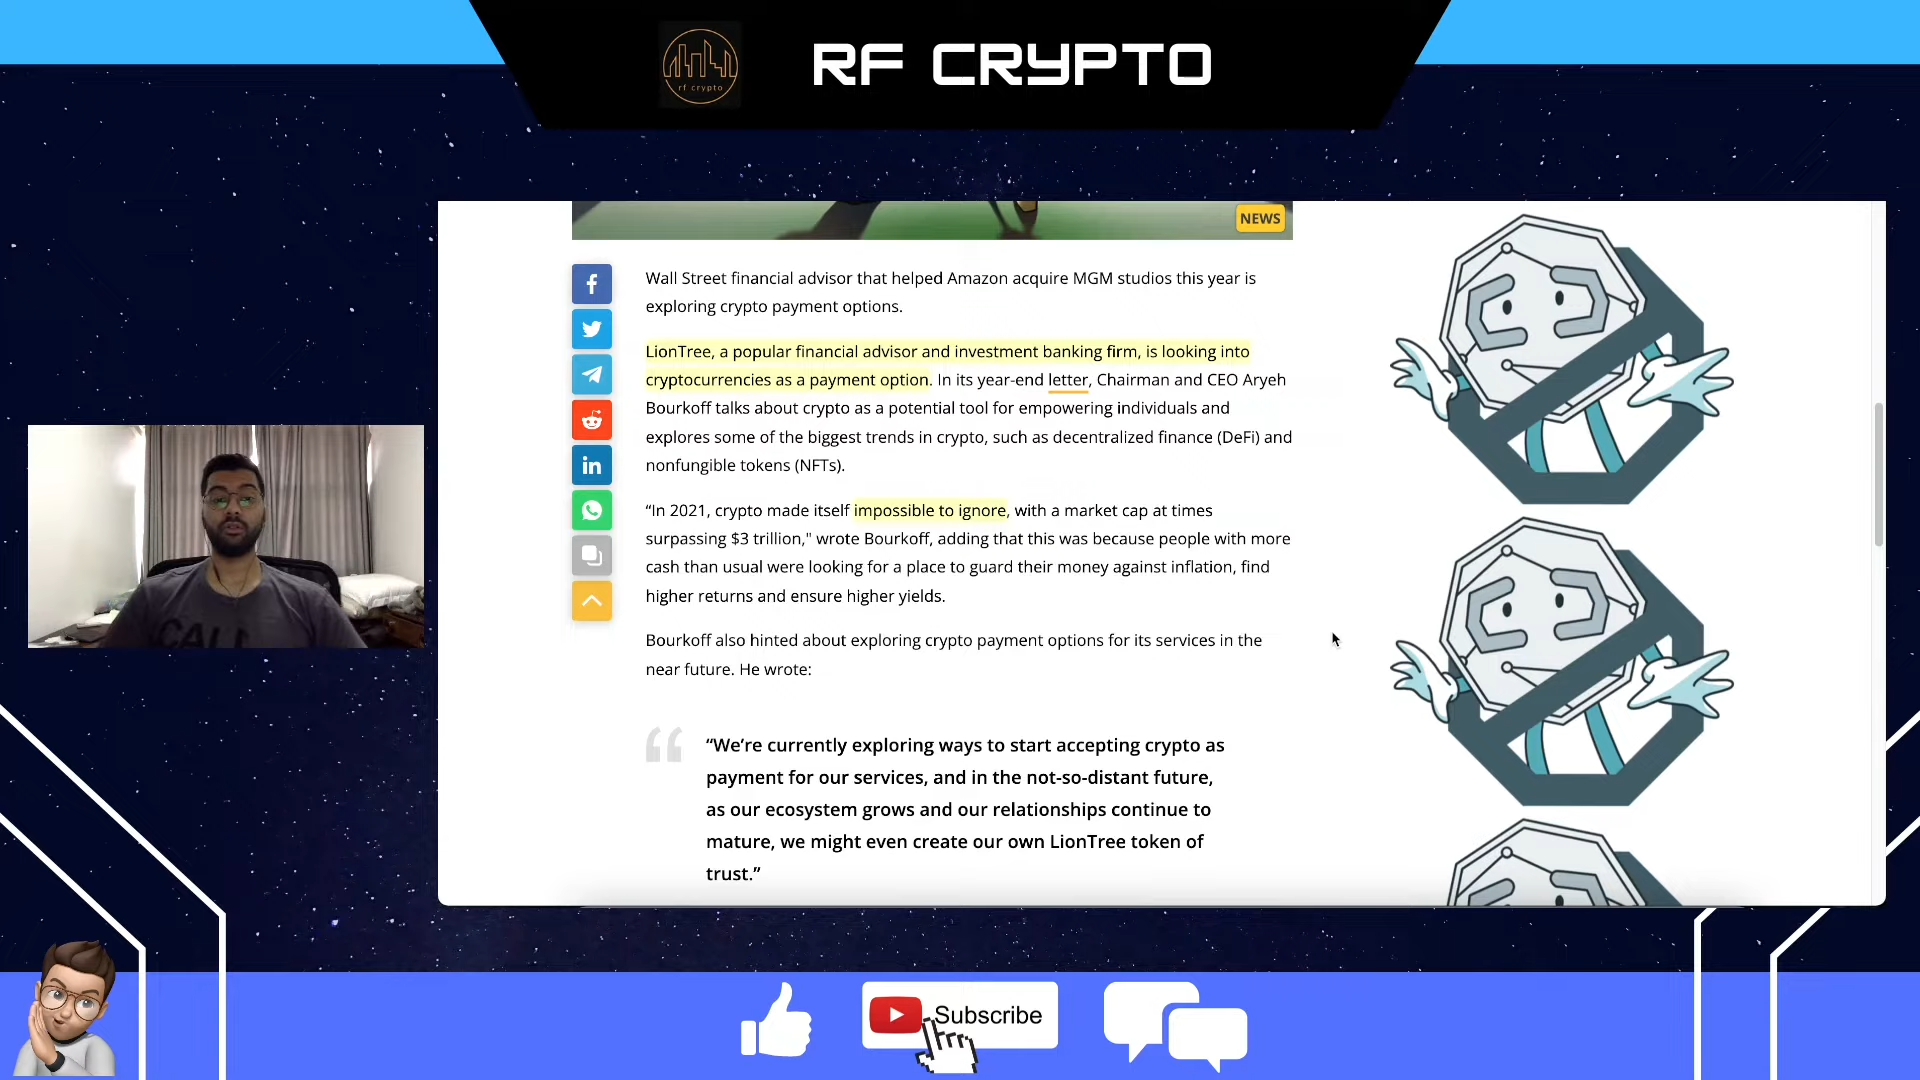 rf crypto
RF CRYPTO
NEWS
Wall Street financial advisor that helped Amazon acquire MGM studios this year is
exploring crypto payment options.
LionTree, a popular financial advisor and investment banking firm, is looking into
cryptocurrencies as a payment option. In its year-end letter, Chairman and CEO Aryeh
Bourkoff talks about crypto as a potential tool for empowering individuals and
explores some of the biggest trends in crypto, such as decentralized finance (DeFi) and
nonfungible tokens (NFTs).
“In 2021, crypto made itself impossible to ignore, with a market cap at times
surpassing $3 trillion," wrote Bourkoff, adding that this was because people with more
cash than usual were looking for a place to guard their money against inflation, find
higher returns and ensure higher yields.
Bourkoff also hinted about exploring crypto payment options for its services in the
near future. He wrote:
“We’re currently exploring ways to start accepting crypto as
payment for our services, and in the not-so-distant future,
as our ecosystem grows and our relationships continue to
mature, we might even create our own LionTree token of
trust.”
CALL
Subscribe